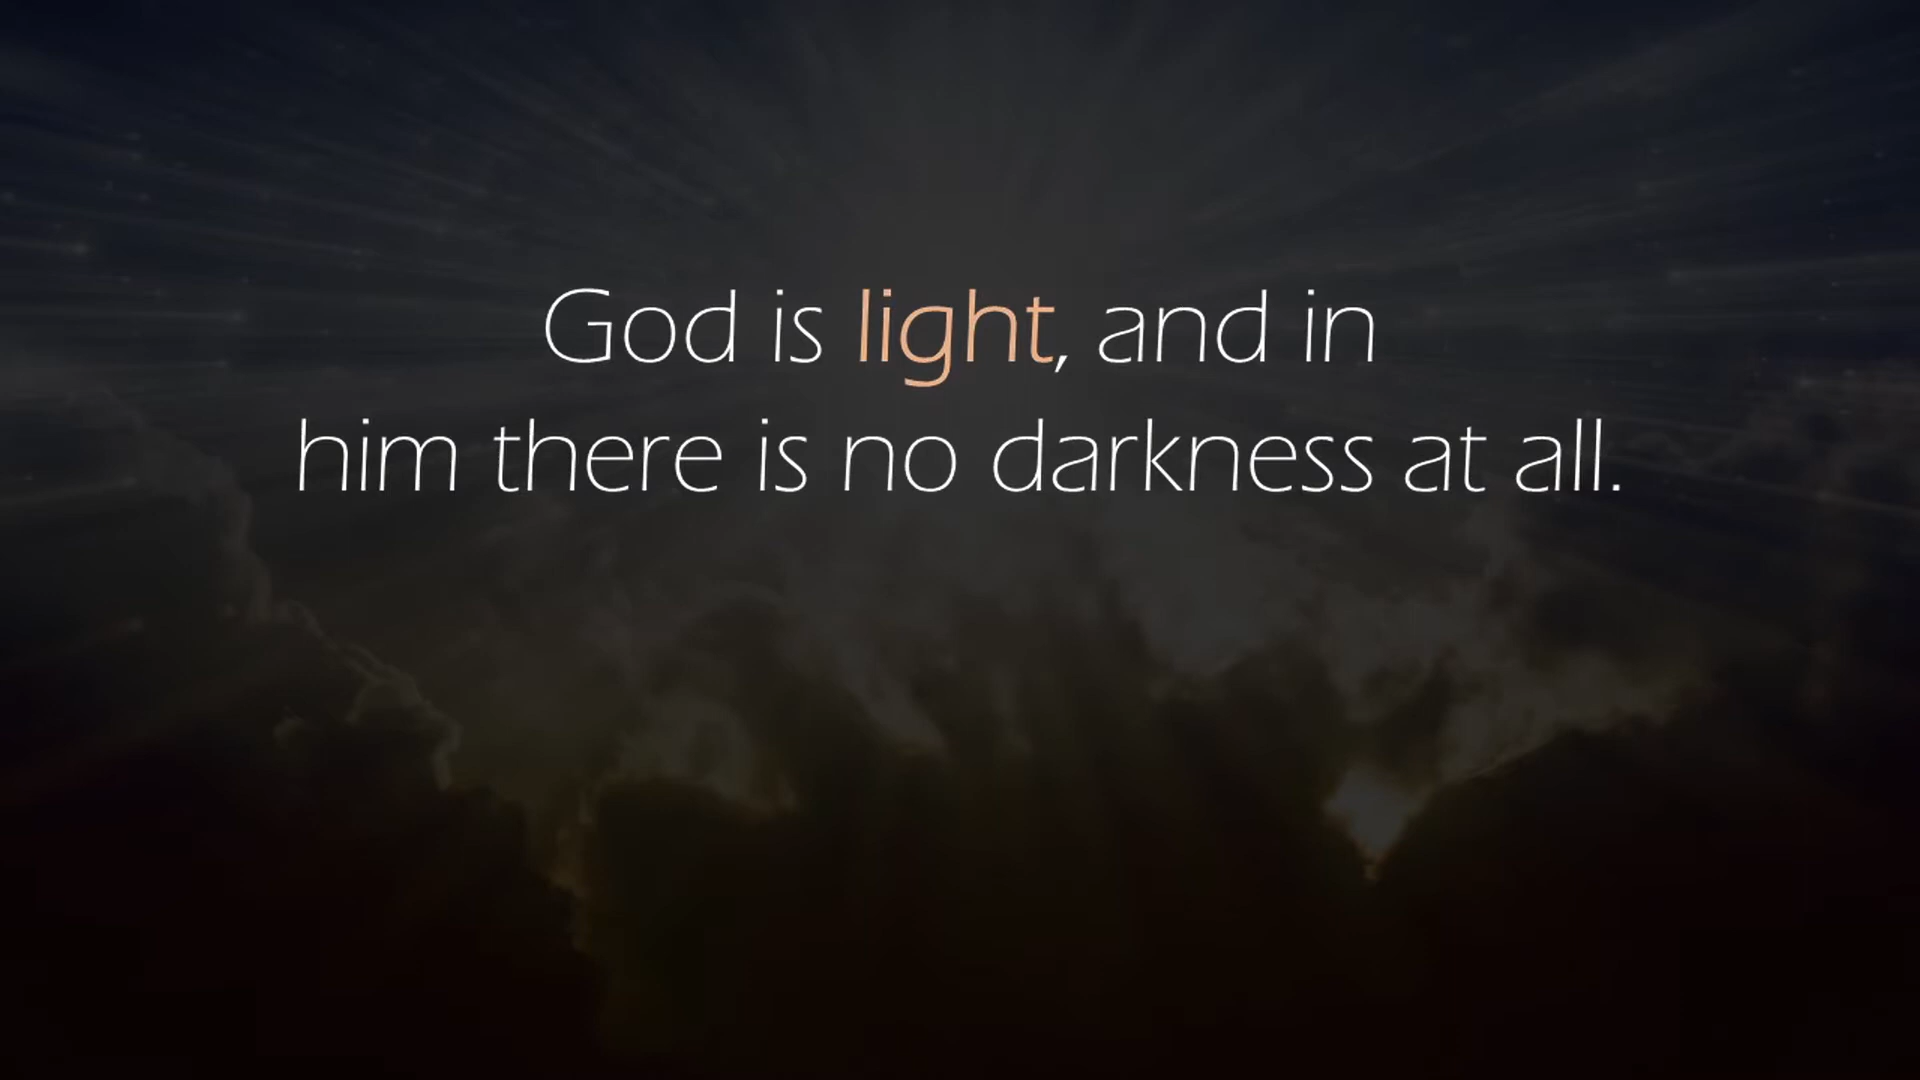 God is light, and in
him there is no darkness at all.